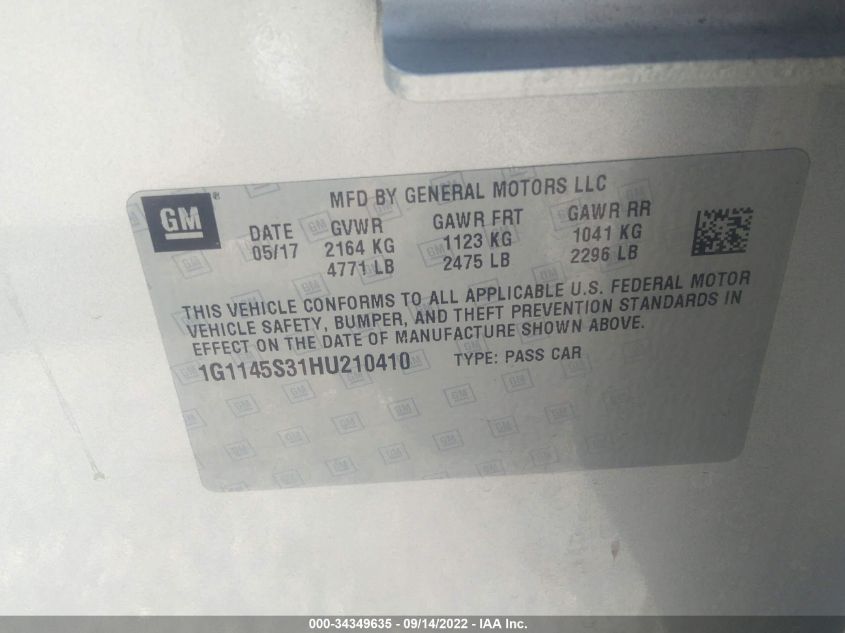 GM ®
MFD BY GENERAL MOTORS LLC
DATE GVWR GAWR FRT GAWR RR
05/17 2164 KG 1123 KG 1041 KG
4771 LB 2475 LB 2296 LB
THIS VEHICLE CONFORMS TO ALL APPLICABLE U.S. FEDERAL MOTOR
VEHICLE SAFETY, BUMPER, AND THEFT PREVENTION STANDARDS IN
EFFECT ON THE DATE OF MANUFACTURE SHOWN ABOVE.
1G1145S31HU210410 TYPE: PASS CAR
000-34349635 - 09/14/2022 - IAA Inc.